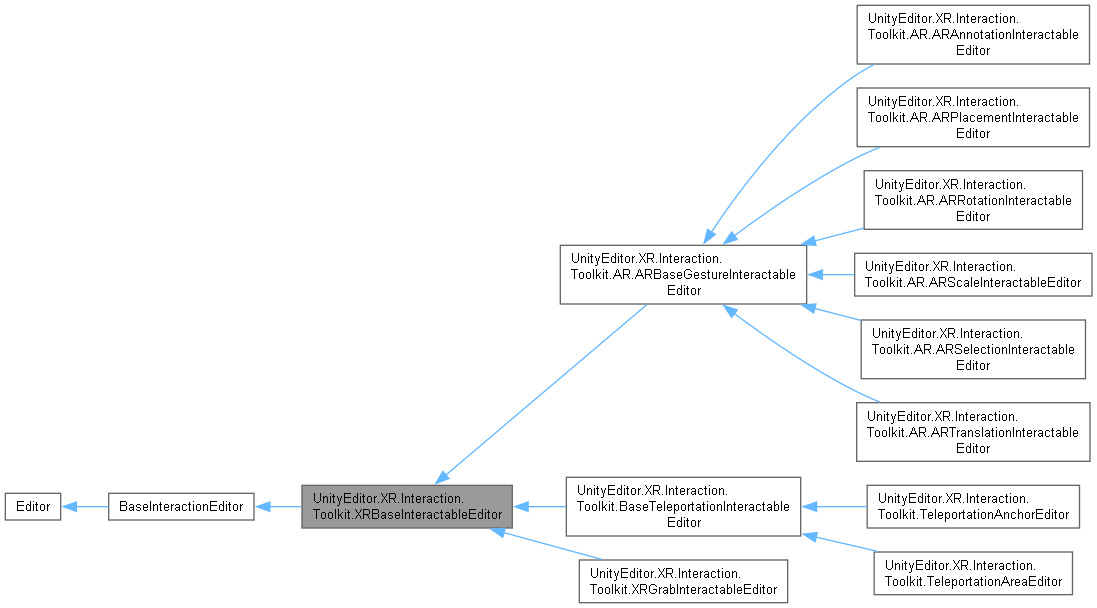 UnityEditor.XR.Interaction.
Toolkit.AR.ARAnnotationInteractable
Editor
UnityEditor.XR.Interaction.
Toolkit.AR.ARPlacementInteractable
Editor
UnityEditor.XR.Interaction.
Toolkit.AR.ARRotationInteractable
Editor
UnityEditor.XR.Interaction.
Toolkit.AR.ARBaseGestureInteractable
Editor
UnityEditor.XR.Interaction.
Toolkit.AR.ARScaleInteractableEditor
UnityEditor.XR.Interaction.
Toolkit.AR.ARSelectionInteractable
Editor
UnityEditor.XR.Interaction.
Toolkit.AR.ARTranslationInteractable
Editor
Editor
BaseInteractionEditor
UnityEditor.XR.Interaction.
Toolkit.XRBaseInteractableEditor
UnityEditor.XR.Interaction.
Toolkit.BaseTeleportationInteractable
Editor
UnityEditor.XR.Interaction.
Toolkit.TeleportationAnchorEditor
UnityEditor.XR.Interaction.
Toolkit.XRGrabInteractableEditor
UnityEditor.XR.Interaction.
Toolkit.TeleportationAreaEditor